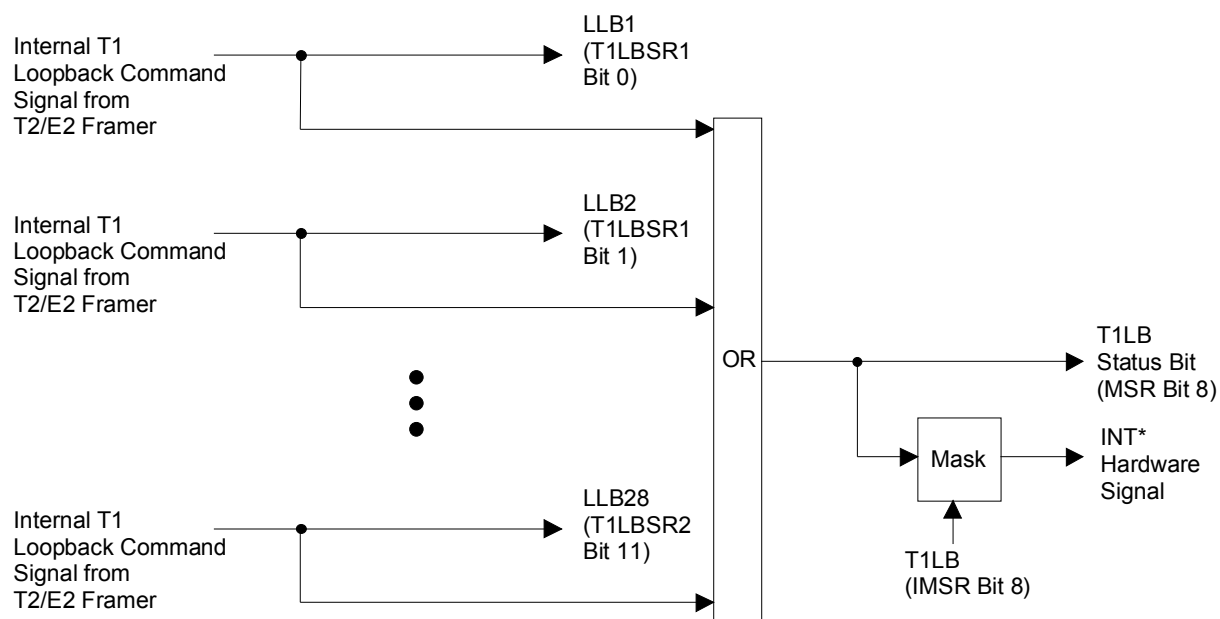 Internal T1
Loopback Command
Signal from
T2/E2 Framer
LLB1
(T1LBSR1
Bit 0)
Internal T1
Loopback Command
Signal from
T2/E2 Framer
LLB2
(T1LBSR1
Bit 1)
OR
T1LB
Status Bit
(MSR Bit 8)
Mask
INT*
Hardware
Signal
T1LB
(IMSR Bit 8)
Internal T1
Loopback Command
Signal from
T2/E2 Framer
LLB28
(T1LBSR2
Bit 11)